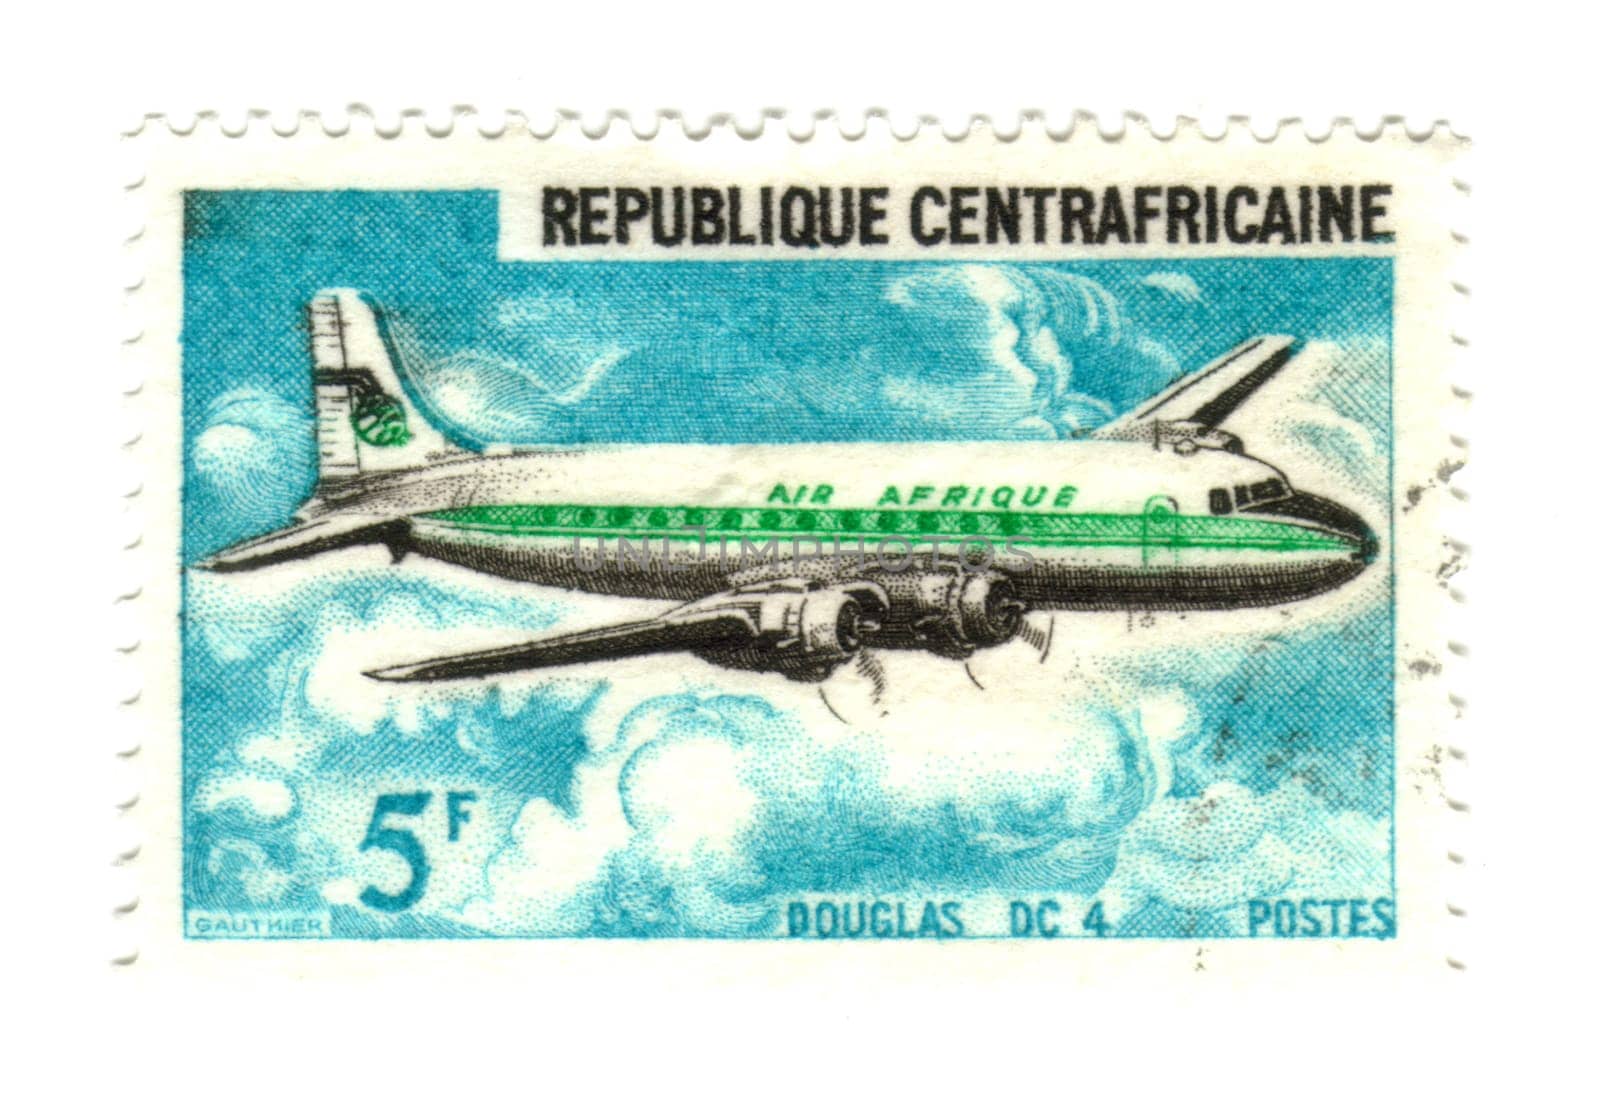 REPUBLIQUE CENTRAFRICAINE
AIR AFRIQUE
UNLIMPHOTOS
5F
GAUTHIER
DOUGLAS DC 4
POSTES